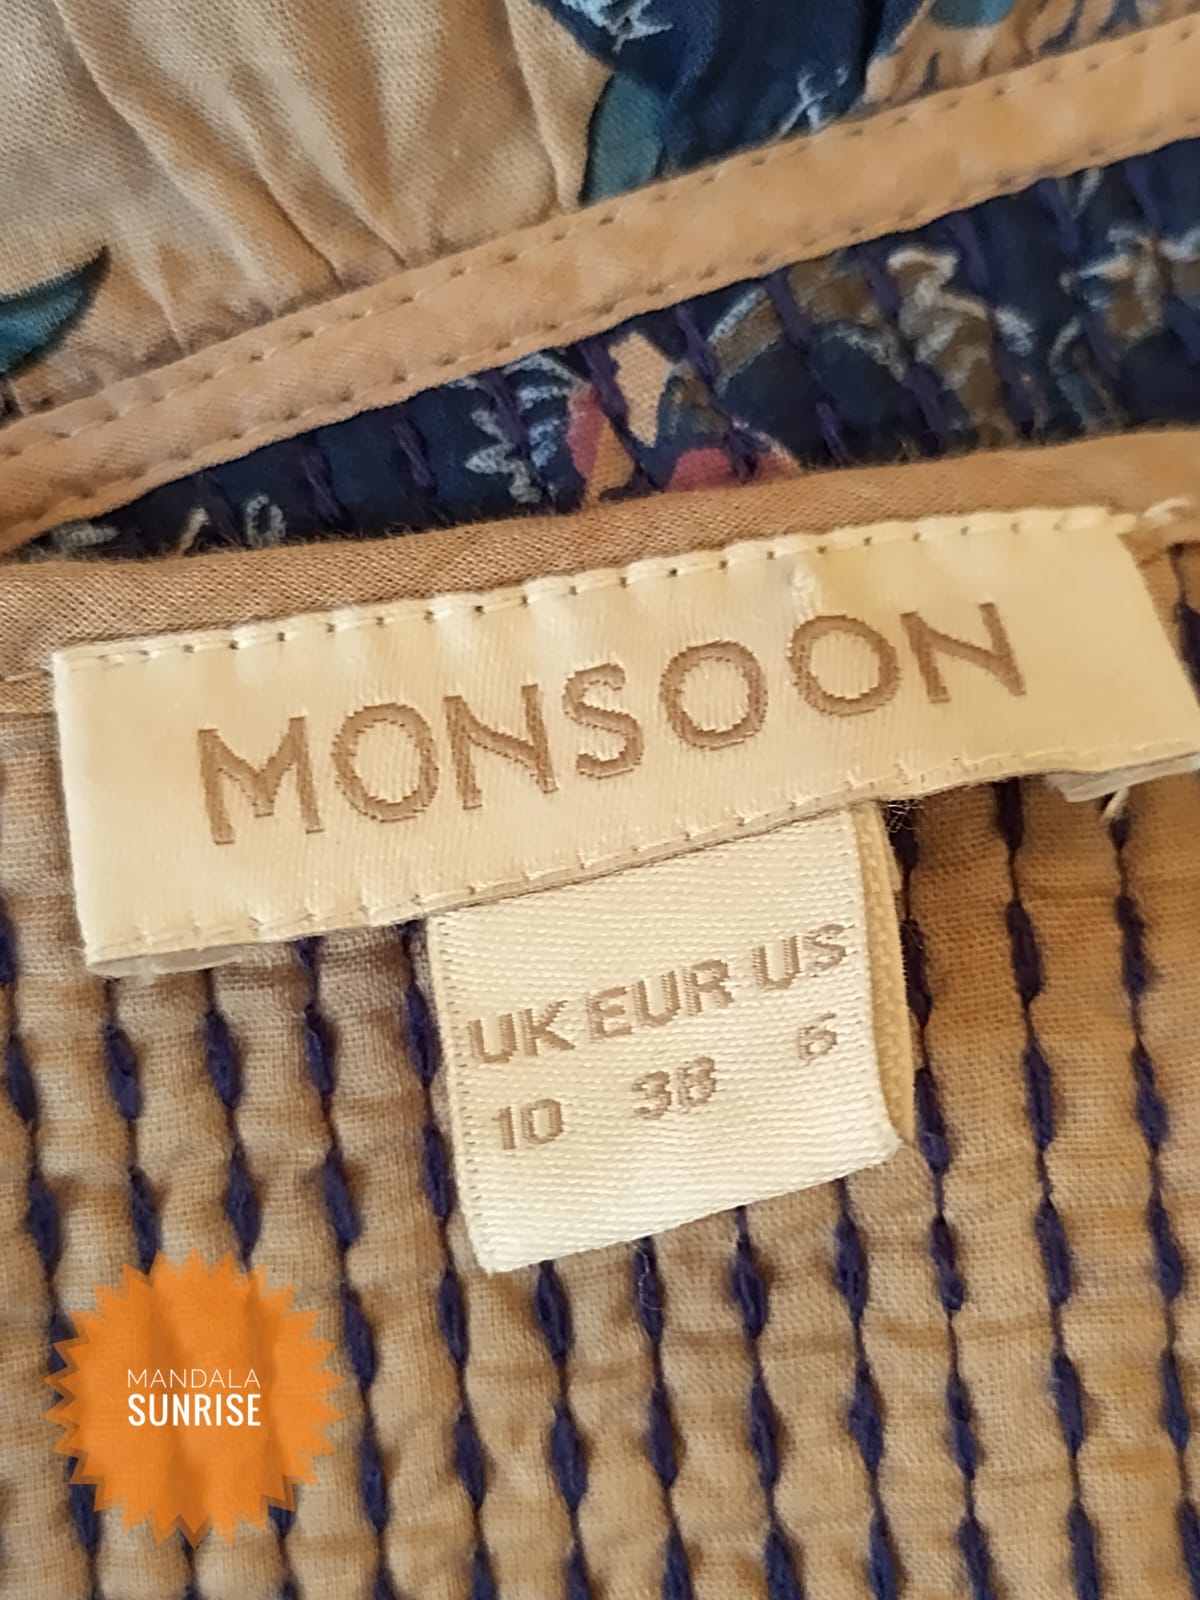 MONSOON
UK EUR US
10 38 6
MANDALA
SUNRISE